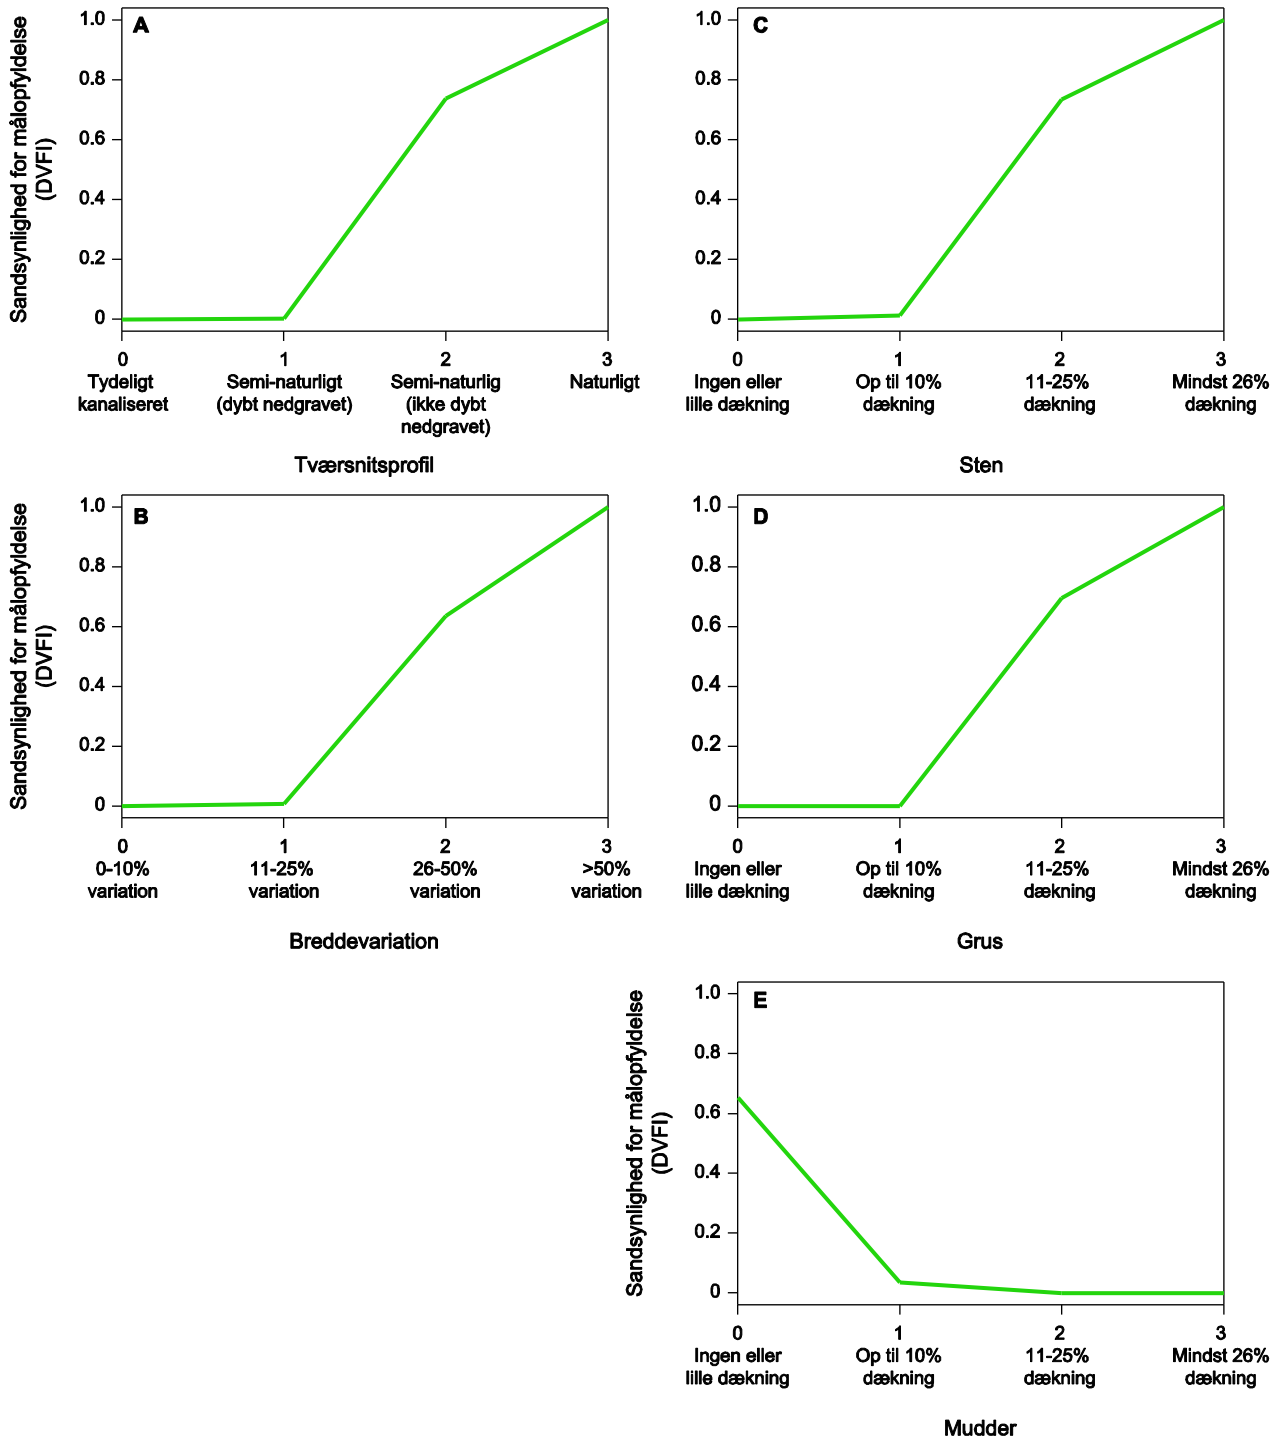 A
Sandsynlighed for målopfyldelse
(DVFI)
1.0
0.8
0.6
0.4
0.2
0
0
1
2
3
Tydeligt
kanaliseret
Semi-naturligt
(dybt nedgravet)
Semi-naturlig
(ikke dybt
nedgravet)
Naturligt
Tværsnitsprofil
C
1.0
0.8
0.6
0.4
0.2
0
0
1
2
3
Ingen eller
lille dækning
Op til 10%
dækning
11-25%
dækning
Mindst 26%
dækning
Sten
B
Sandsynlighed for målopfyldelse
(DVFI)
1.0
0.8
0.6
0.4
0.2
0
0
1
2
3
0-10%
variation
11-25%
variation
26-50%
variation
>50%
variation
Breddevariation
D
1.0
0.8
0.6
0.4
0.2
0
0
1
2
3
Ingen eller
lille dækning
Op til 10%
dækning
11-25%
dækning
Mindst 26%
dækning
Grus
E
Sandsynlighed for målopfyldelse
(DVFI)
1.0
0.8
0.6
0.4
0.2
0
0
1
2
3
Ingen eller
lille dækning
Op til 10%
dækning
11-25%
dækning
Mindst 26%
dækning
Mudder